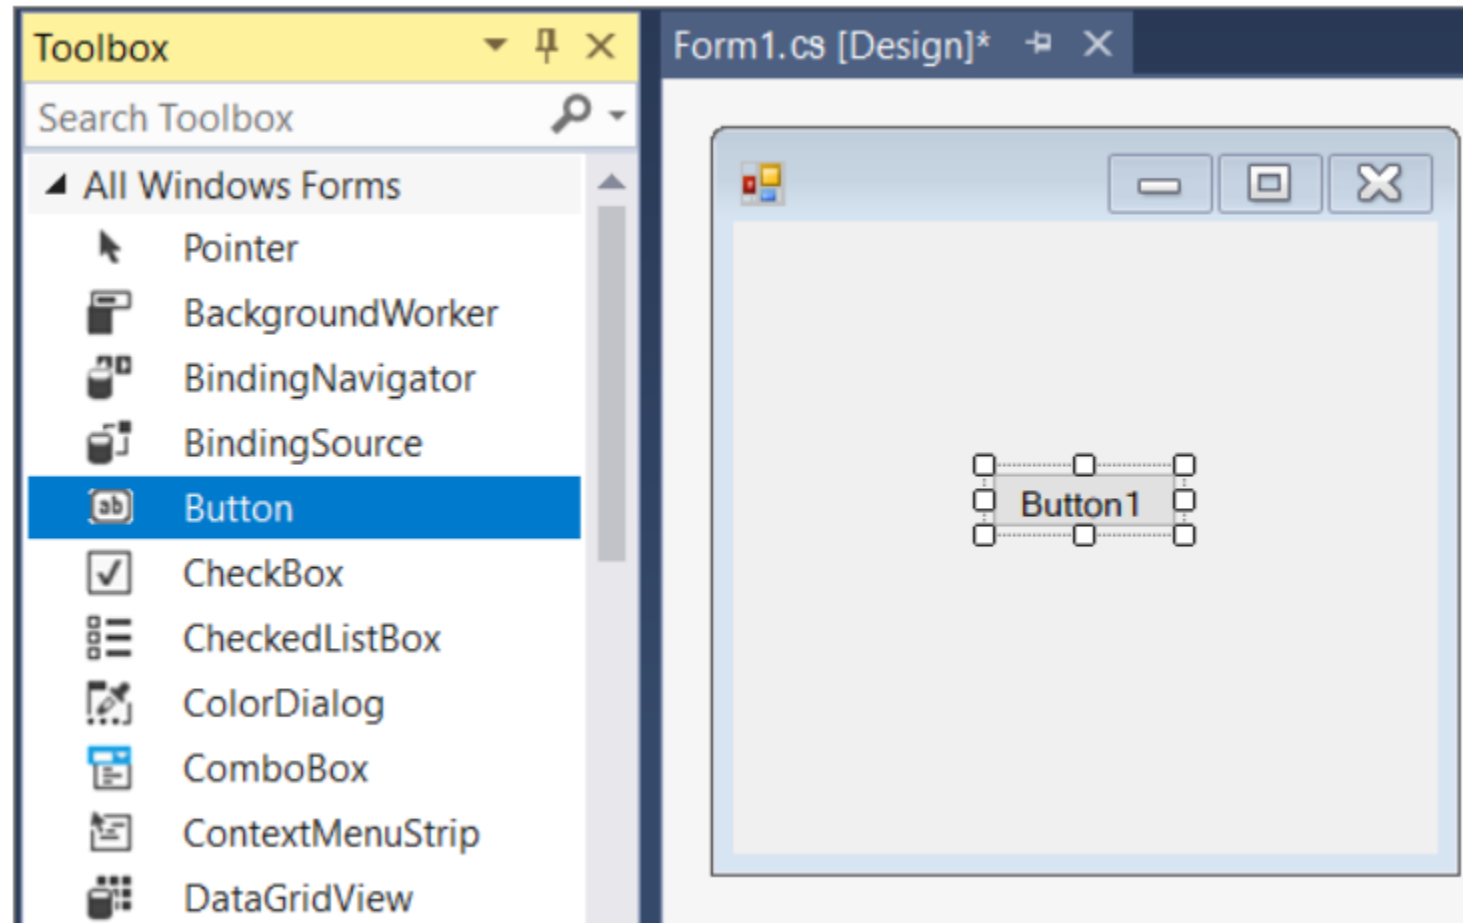 Toolbox
Search Toolbox
All Windows Forms
Pointer
BackgroundWorker
BindingNavigator
BindingSource
ab Button
CheckBox
CheckedListBox
ColorDialog
ComboBox
ContextMenuStrip
DataGridView
Form1.cs [Design]*
Button1